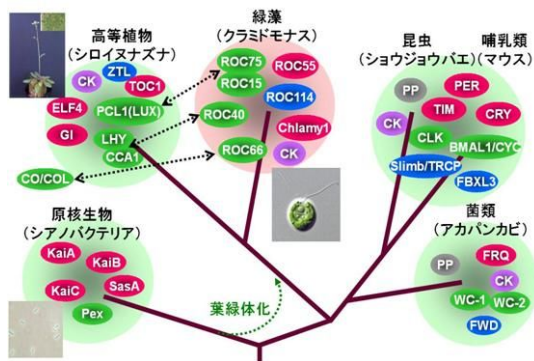 高等植物
(シロイヌナズナ)
CK
ZTL
TOC1
ELF4
PCL1(LUX)
GI
LHY
CCA1
CO/COL
緑藻
(クラミドモナス)
ROC75
ROC15
ROC55
ROC114
ROC40
Chlamy1
ROC66
CK
昆虫
(ショウジョウバエ)
哺乳類
(マウス)
PP
PER
TIM
CRY
CK
CLK
BMAL1/CYC
Slimb/TRCP
FBXL3
原核生物
(シアノバクテリア)
KaiA
KaiB
KaiC
SasA
Pex
葉緑体化
菌類
(アカパンカビ)
PP
FRQ
CK
WC-1
WC-2
FWD